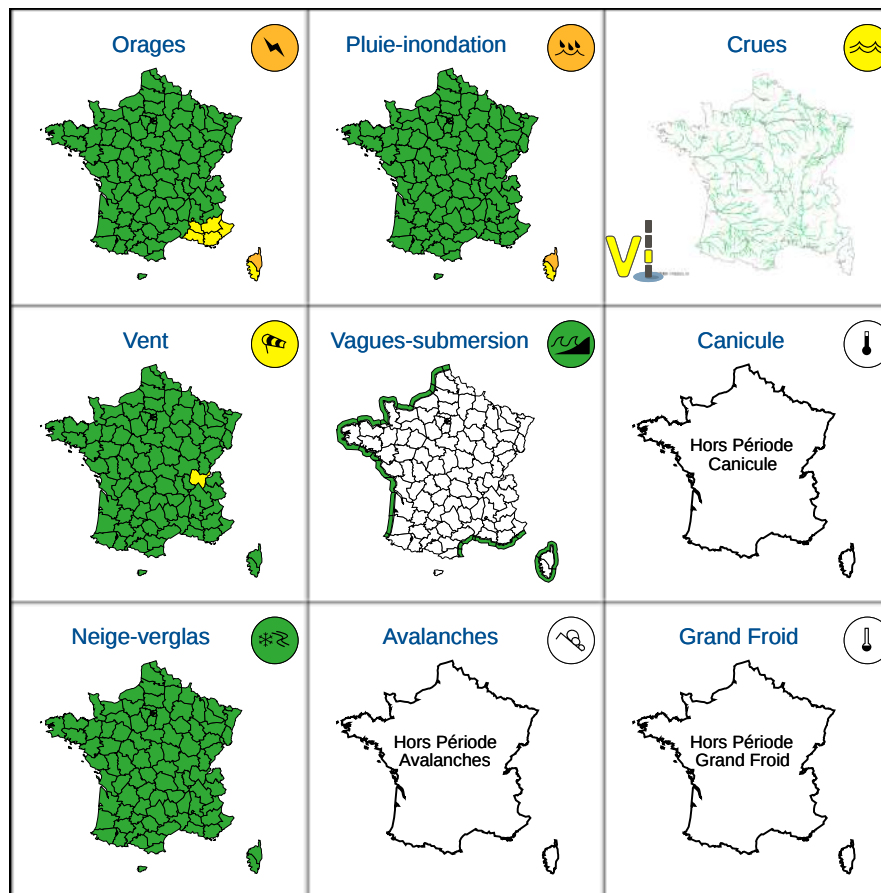 Orages
Pluie-inondation
Crues
Vi
Vent
Vagues-submersion
Canicule
Hors Période
Canicule
Neige-verglas
Avalanches
Grand Froid
Hors Période
Avalanches
Hors Période
Grand Froid